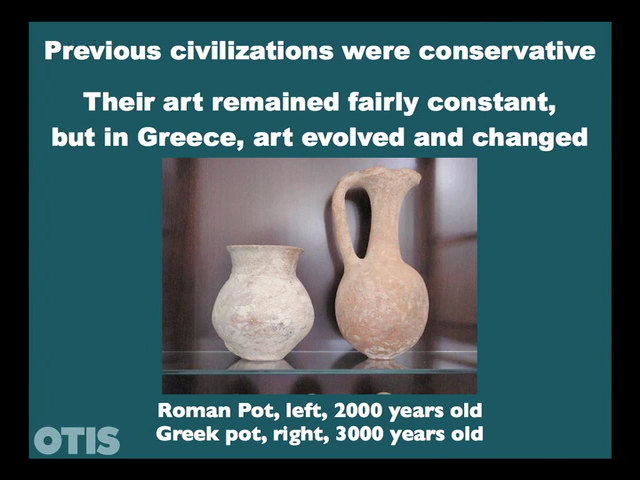 Previous civilizations were conservative
Their art remained fairly constant,
but in Greece, art evolved and changed
Roman Pot, left, 2000 years old
Greek pot, right, 3000 years old
OTIS